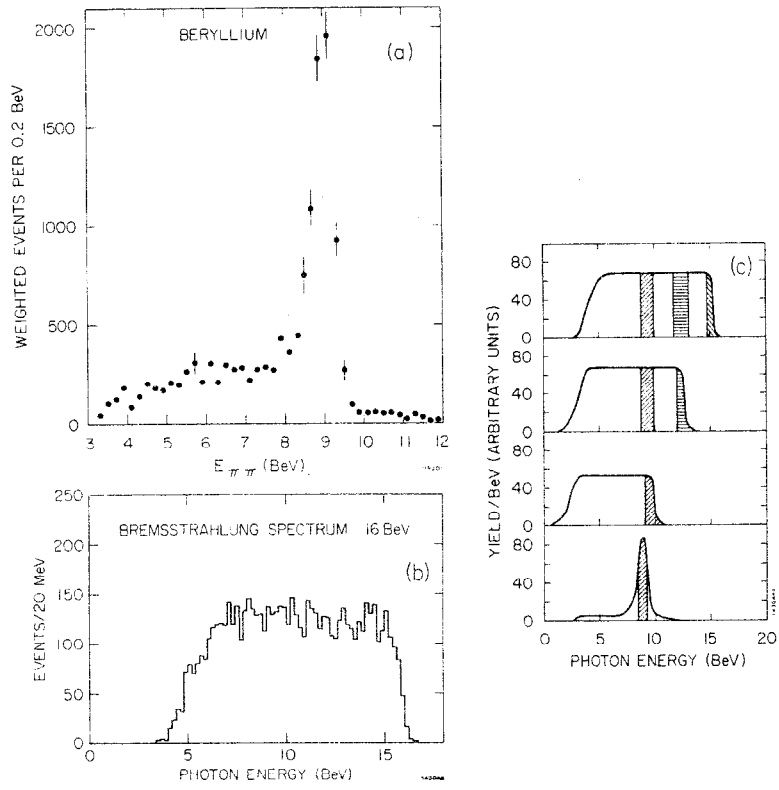 BERYLLIUM
(a)
2000
1500
1000
500
0
WEIGHTED EVENTS PER 0.2 BeV
3 4 5 6 7 8 9 10 11 12
E ππ (BeV)
250
200
150
100
50
0
EVENTS/20 MeV
BREMSSTRAHLUNG SPECTRUM 16 BeV
(b)
0 5 10 15
PHOTON ENERGY (BeV)
(c)
80
40
0
80
40
0
80
40
0
80
40
0
YIELD/BeV (ARBITRARY UNITS)
0 5 10 15 20
PHOTON ENERGY (BeV)